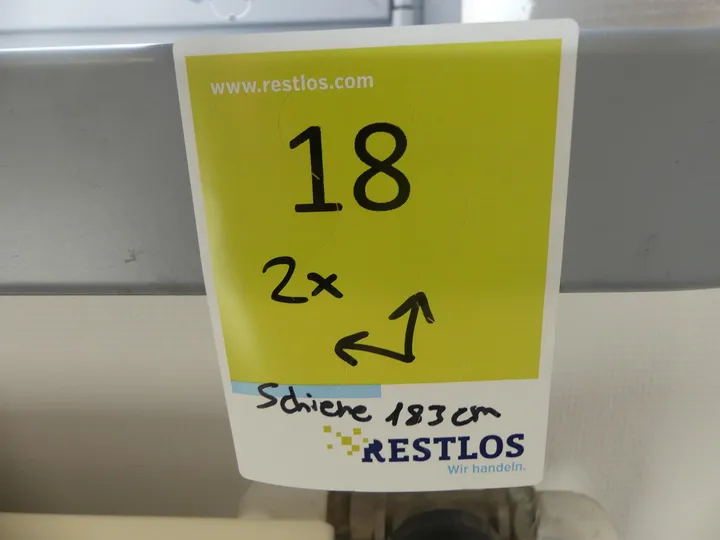 www.restlos.com
18
2x
Schiene 183cm
RESTLOS
Wir handeln.